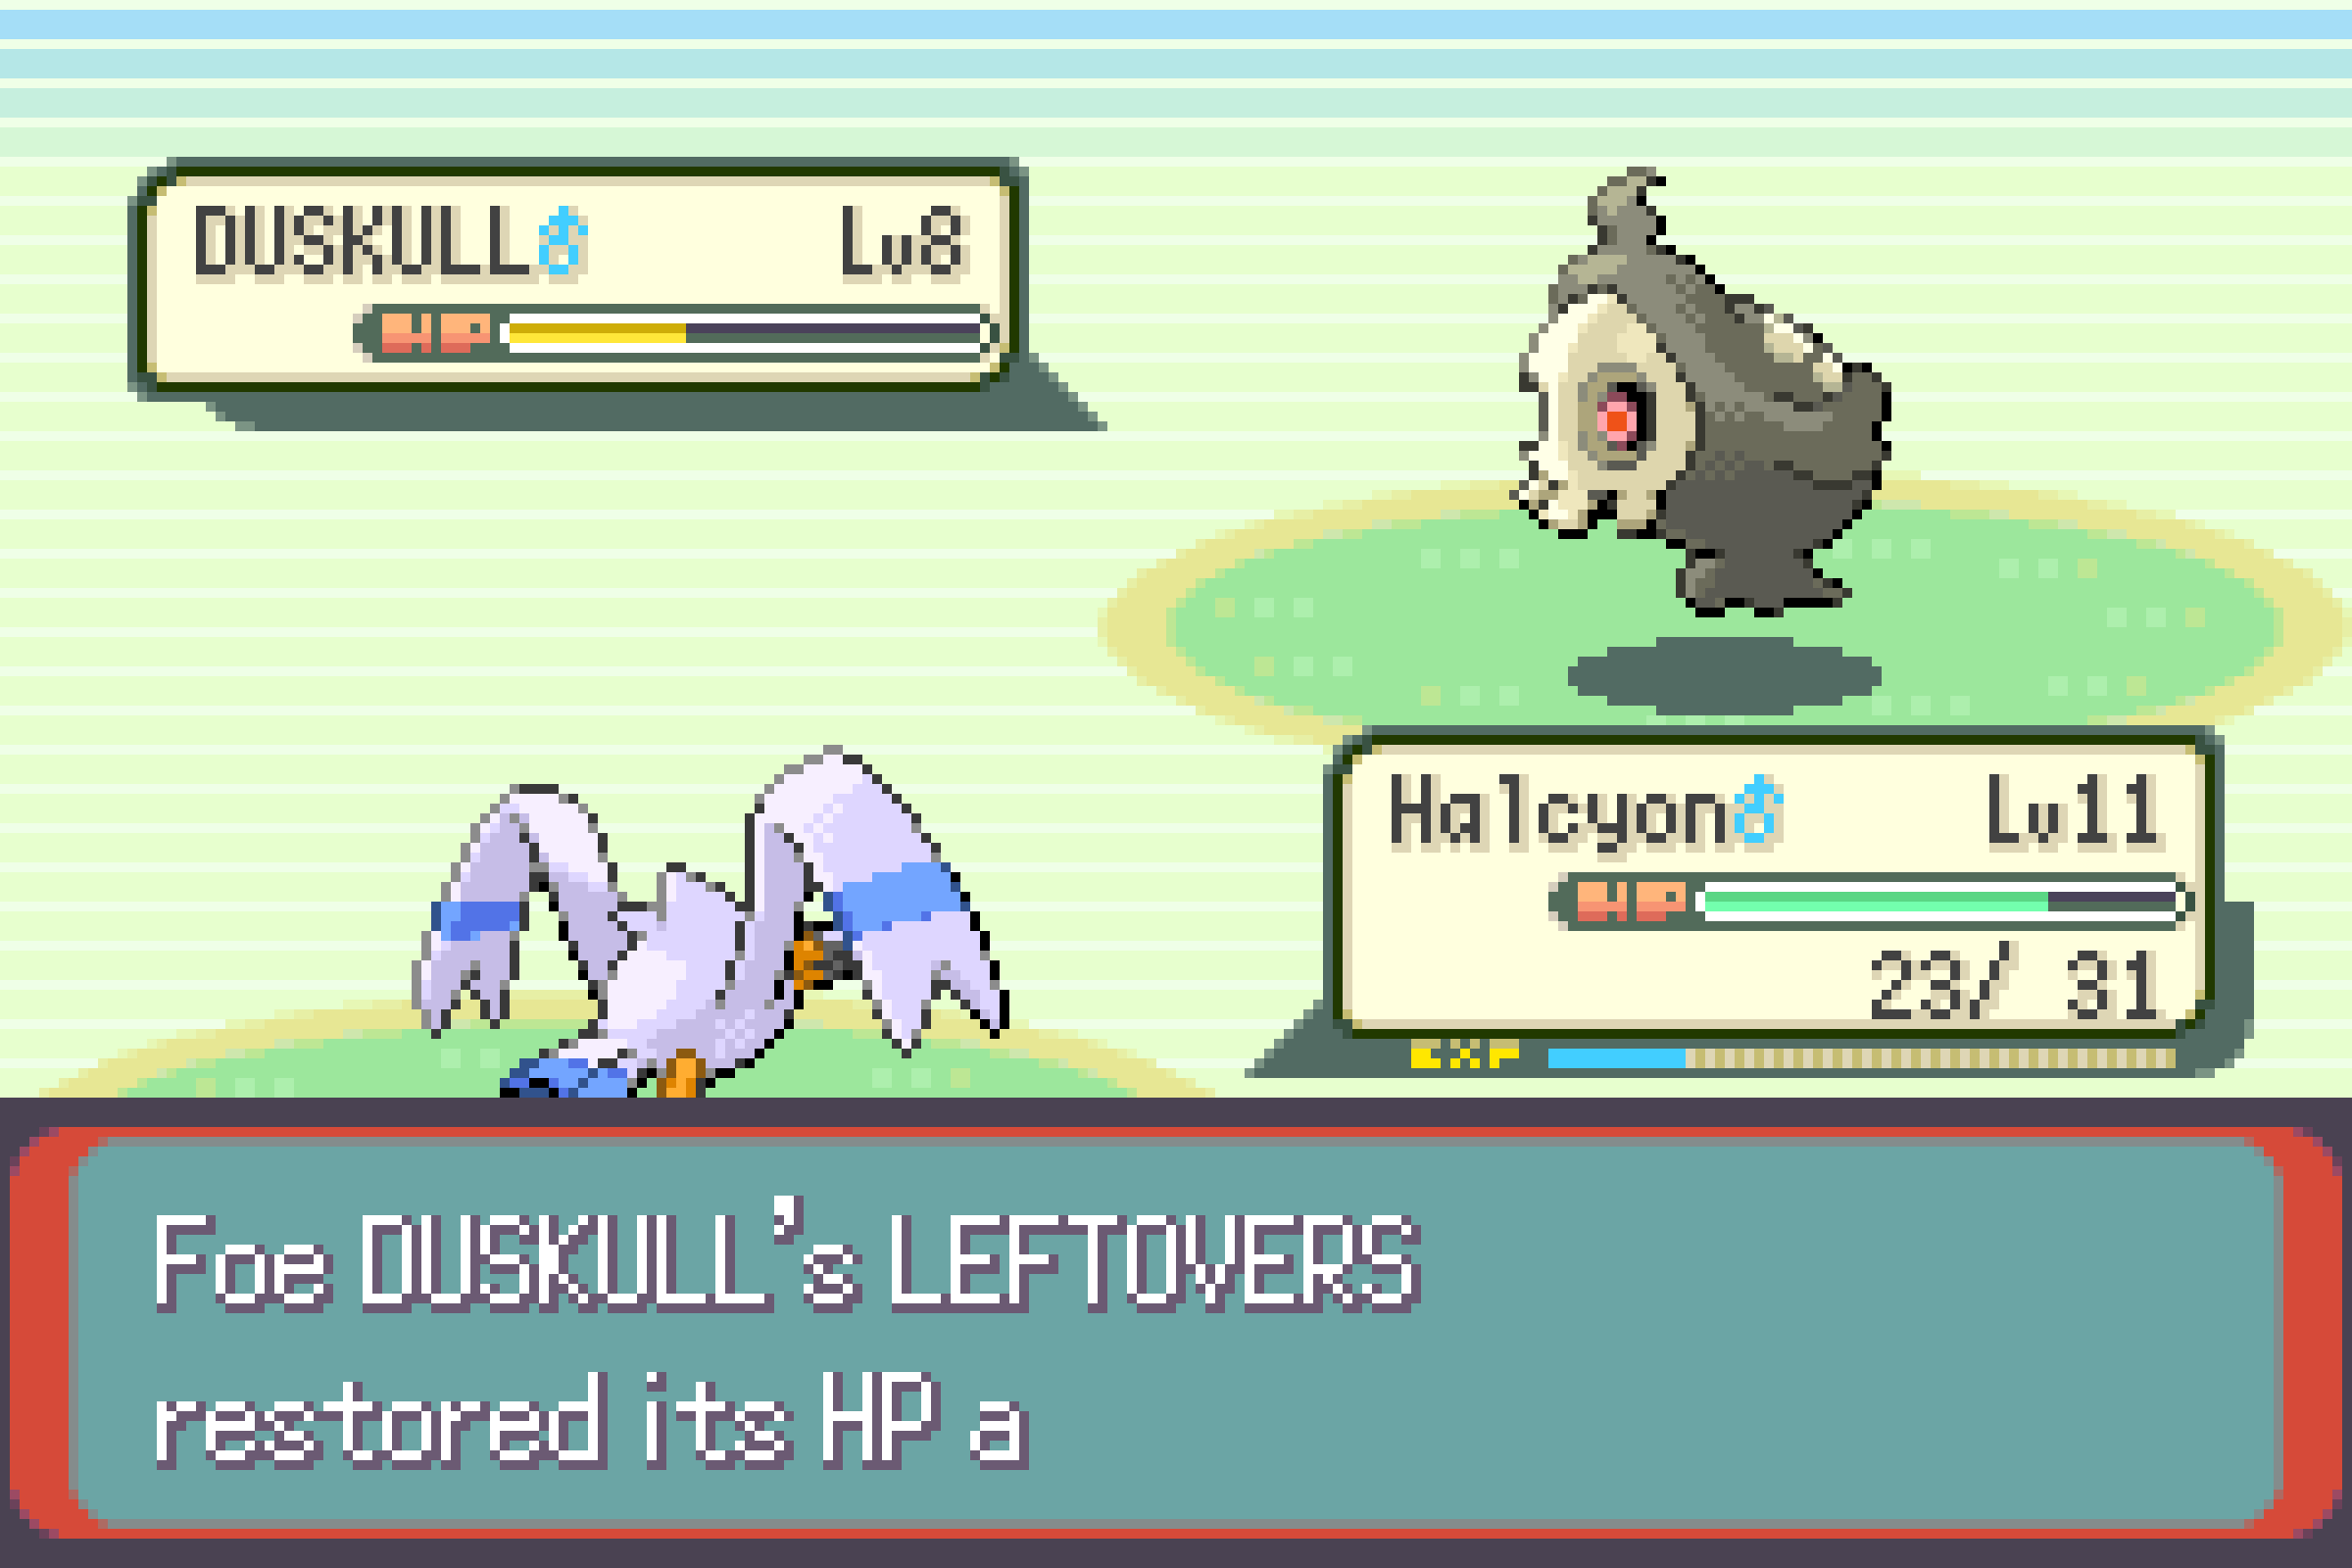 DUSKULL♂ Lv8
HP
Halcyon♂ Lv11
HP
23/ 31
EXP
Foe DUSKULL's LEFTOVERS
restored its HP a